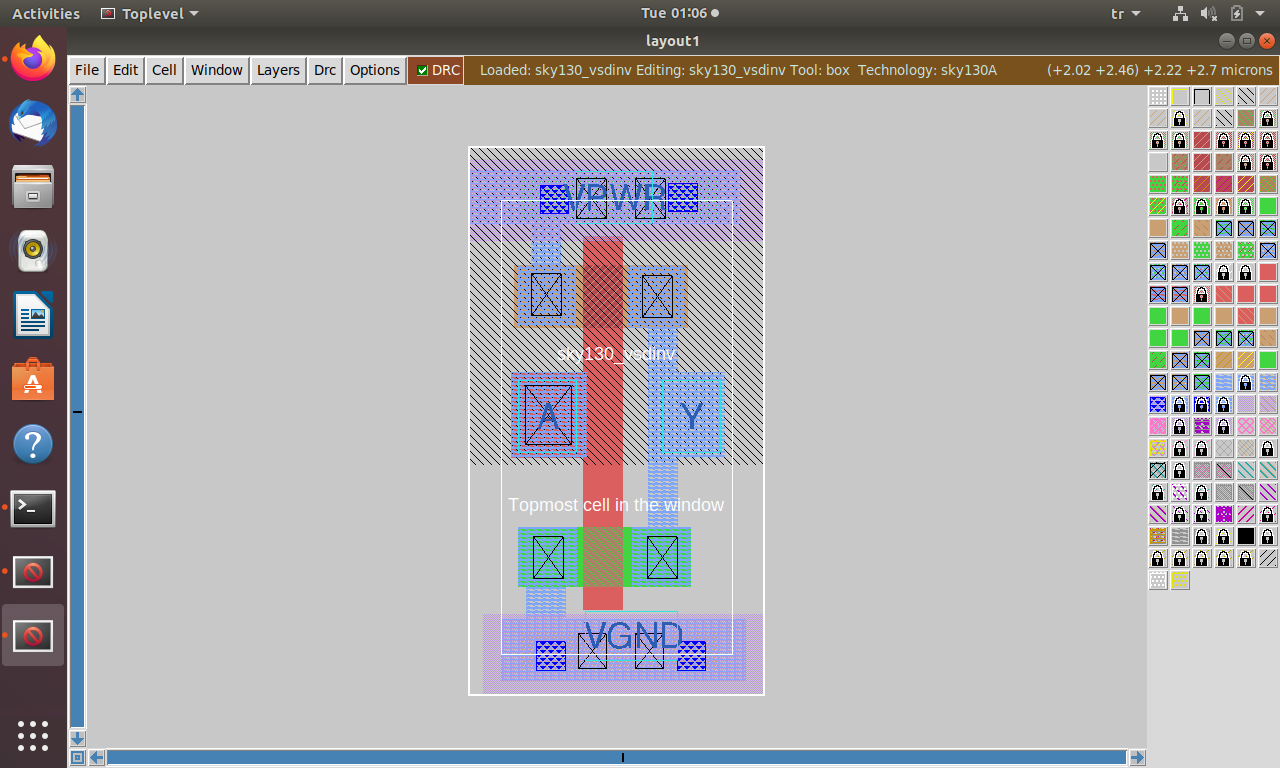 Activities Toplevel Tue 01:06 tr
layout1
File Edit Cell Window Layers Drc Options DRC Loaded: sky130_vsdinv Editing: sky130_vsdinv Tool: box Technology: sky130A (+2.02 +2.46) +2.22 +2.7 microns
VPWR
sky130_vsdinv
A Y
Topmost cell in the window
VGND